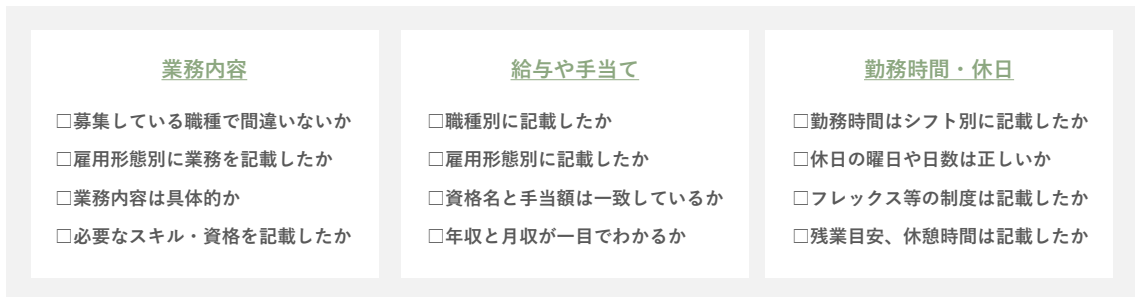 業務内容
□募集している職種で間違いないか
□雇用形態別に業務を記載したか
□業務内容は具体的か
□必要なスキル・資格を記載したか
給与や手当て
□職種別に記載したか
□雇用形態別に記載したか
□資格名と手当額は一致しているか
□年収と月収が一目でわかるか
勤務時間・休日
□勤務時間はシフト別に記載したか
□休日の曜日や日数は正しいか
□フレックス等の制度は記載したか
□残業目安、休憩時間は記載したか